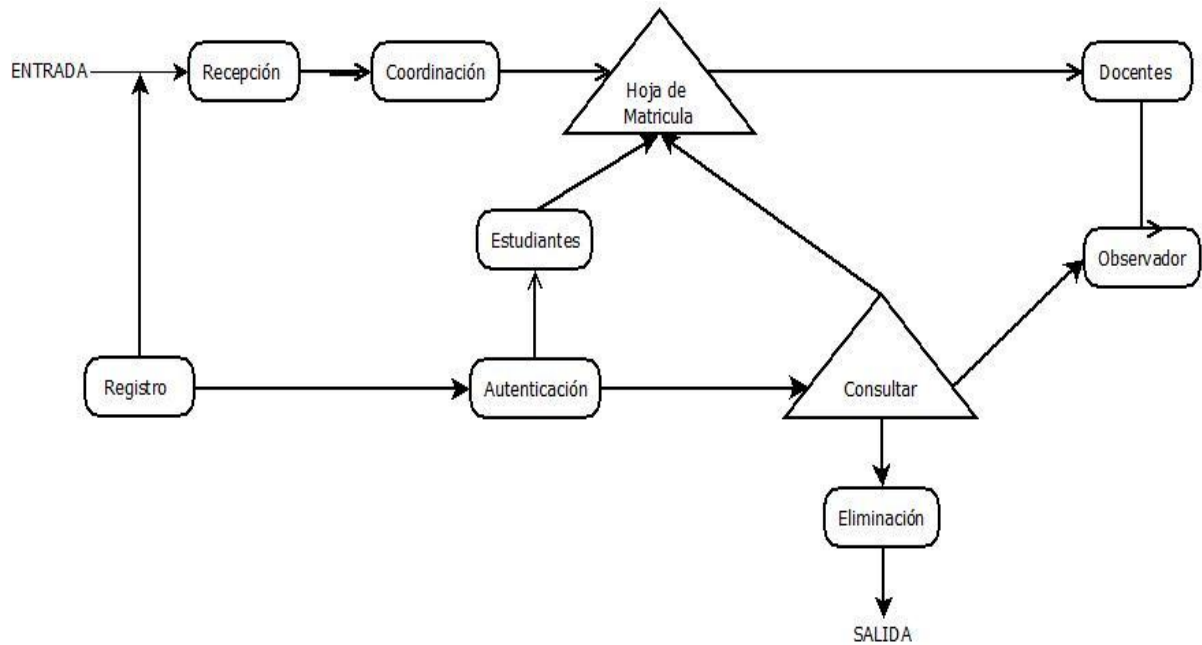 ENTRADA
Recepción
Coordinación
Hoja de
Matricula
Docentes
Estudiantes
Observador
Registro
Autenticación
Consultar
Eliminación
SALIDA